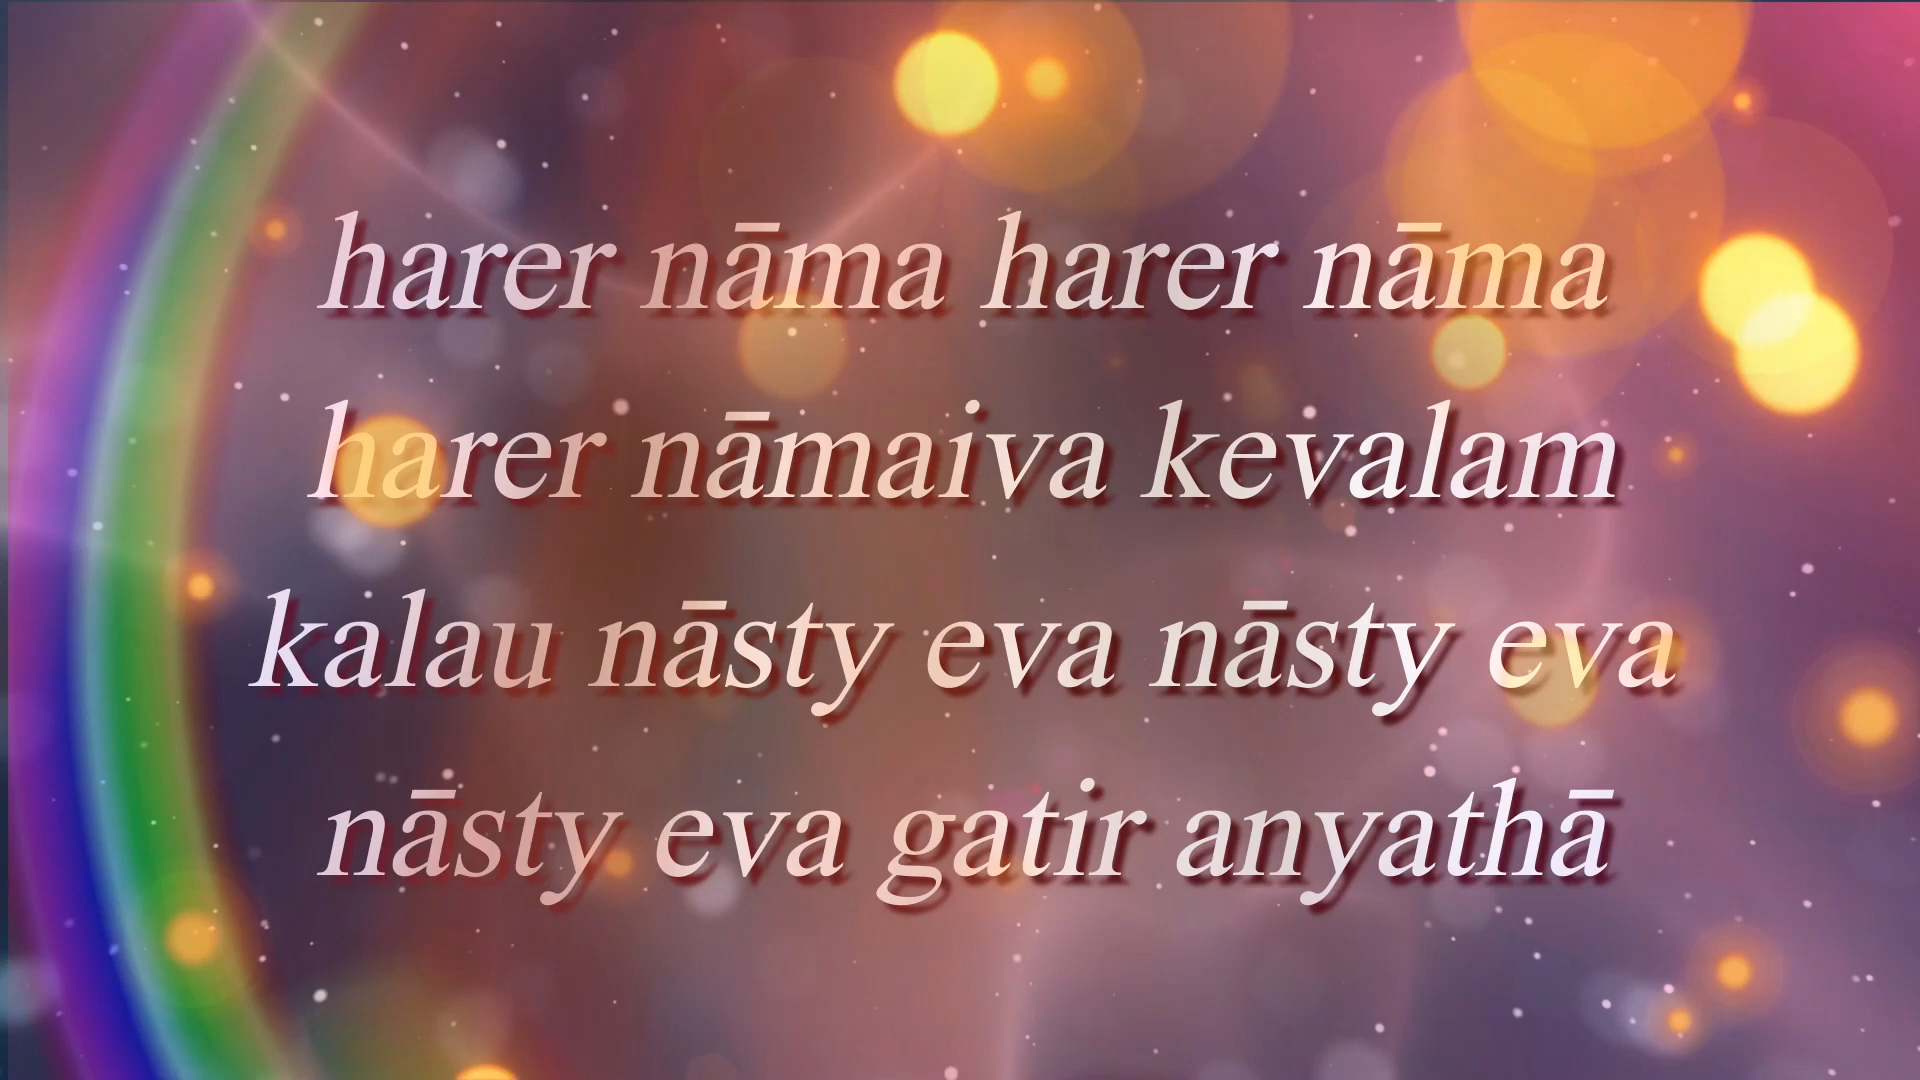 harer nāma harer nāma
harer nāmaiva kevalam
kalau nāsty eva nāsty eva
nāsty eva gatir anyathā